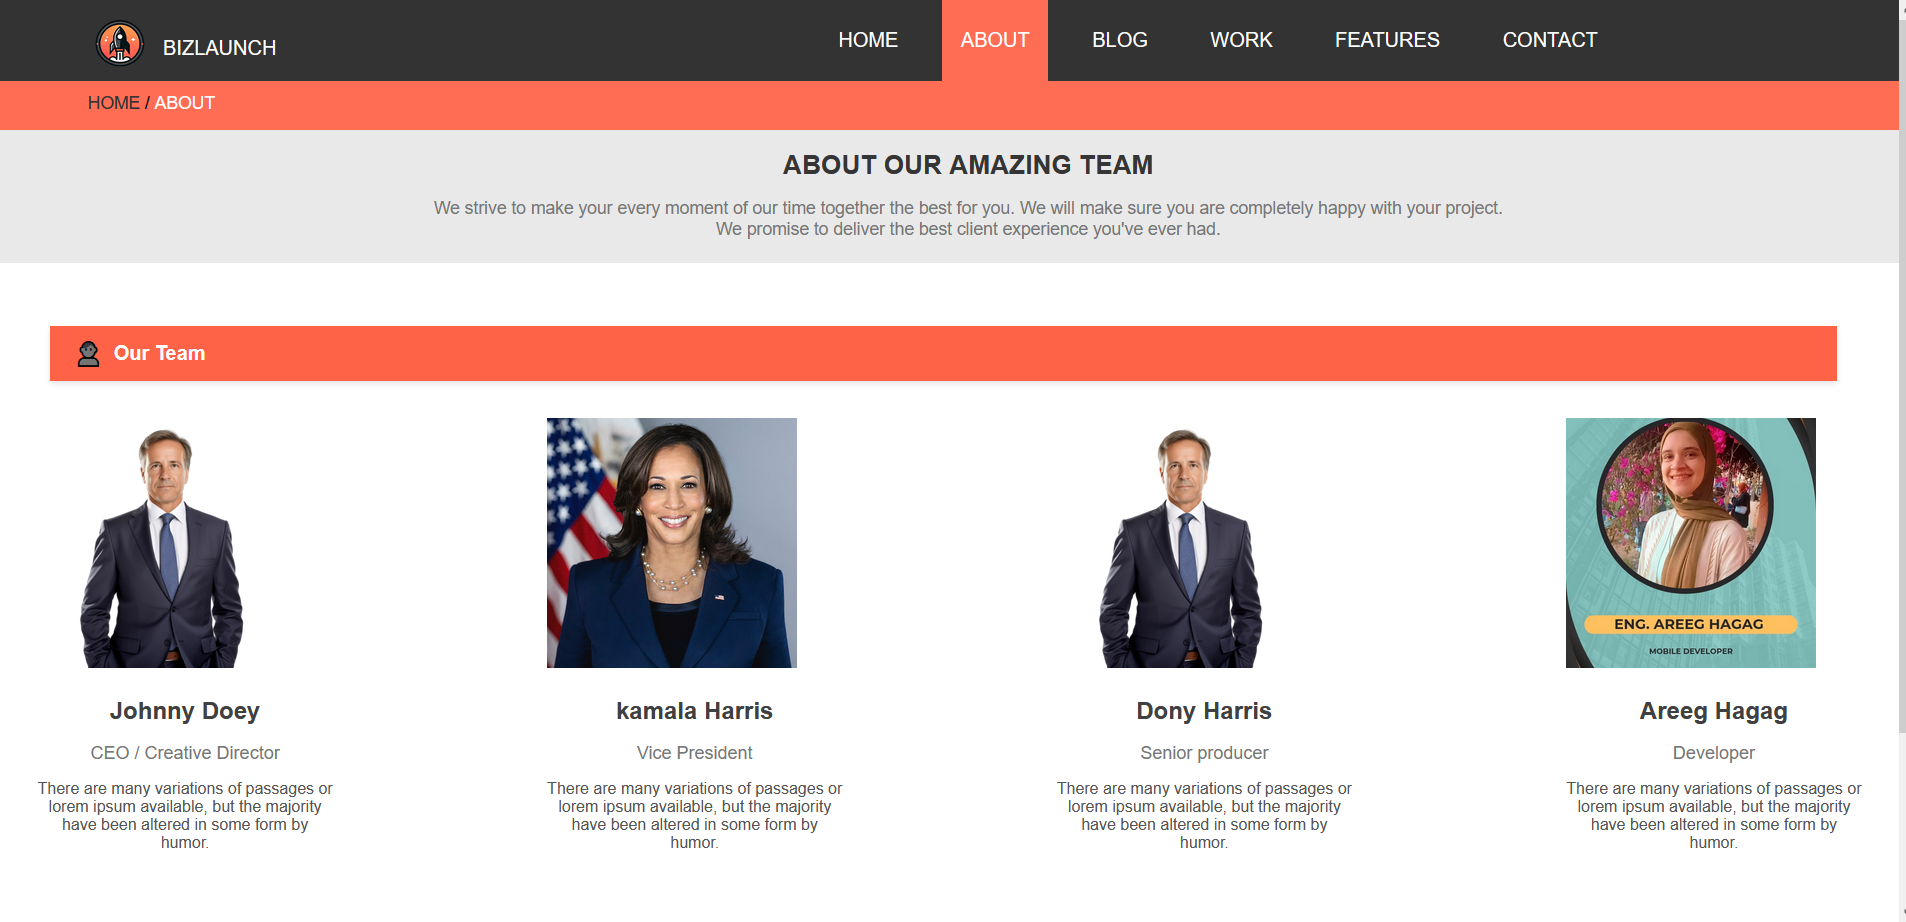 BIZLAUNCH
HOME
ABOUT
BLOG
WORK
FEATURES
CONTACT
HOME / ABOUT
ABOUT OUR AMAZING TEAM
We strive to make your every moment of our time together the best for you. We will make sure you are completely happy with your project.
We promise to deliver the best client experience you've ever had.
Our Team
ENG. AREEG HAGAG
MOBILE DEVELOPER
Johnny Doey
CEO / Creative Director
There are many variations of passages or
lorem ipsum available, but the majority
have been altered in some form by
humor.
kamala Harris
Vice President
There are many variations of passages or
lorem ipsum available, but the majority
have been altered in some form by
humor.
Dony Harris
Senior producer
There are many variations of passages or
lorem ipsum available, but the majority
have been altered in some form by
humor.
Areeg Hagag
Developer
There are many variations of passages or
lorem ipsum available, but the majority
have been altered in some form by
humor.